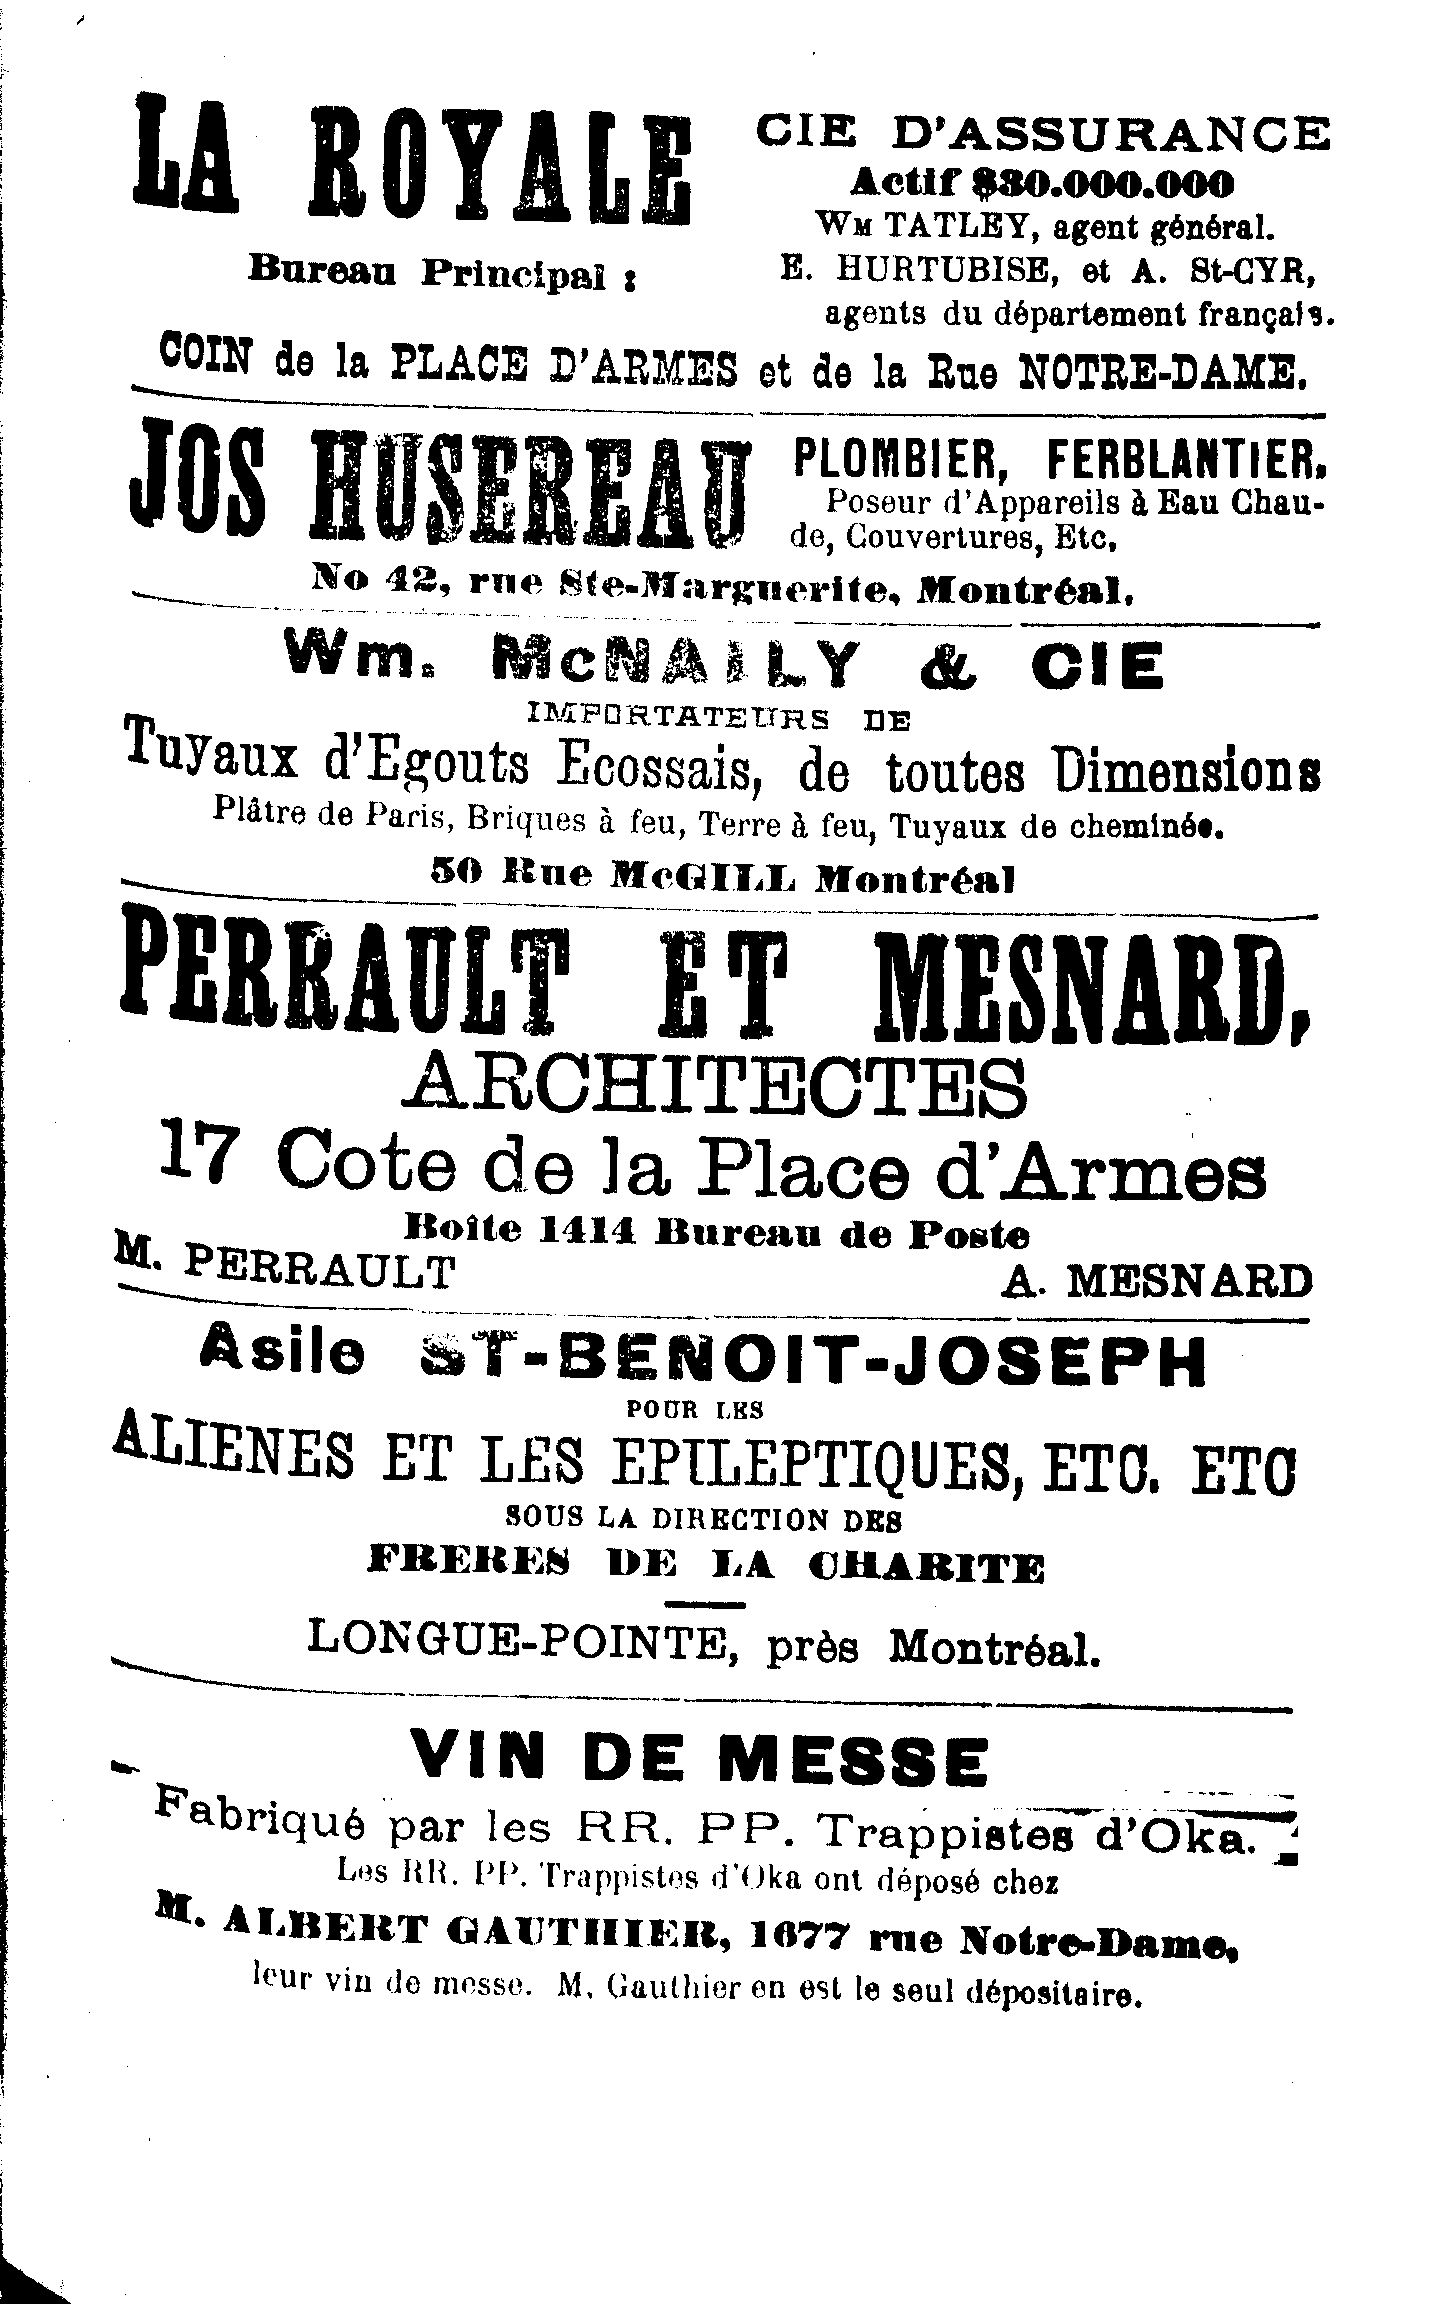 LA ROYALE
CIE D'ASSURANCE
Actif $30.000.000
WM TATLEY, agent général.
Bureau Principal :
E. HURTUBISE, et A. St-CYR,
agents du département français.
COIN de la PLACE D'ARMES et de la Rue NOTRE-DAME.
JOS HUSEREAU
PLOMBIER, FERBLANTIER,
Poseur d'Appareils à Eau Chau-
de, Couvertures, Etc,
No 42, rue Ste-Marguerite, Montréal.
Wm. McNALLY & CIE
IMPORTATEURS DE
Tuyaux d'Egouts Ecossais, de toutes Dimensions
Plâtre de Paris, Briques à feu, Terre à feu, Tuyaux de cheminée.
50 Rue McGILL Montréal
PERRAULT ET MESNARD,
ARCHITECTES
17 Cote de la Place d'Armes
Boîte 1414 Bureau de Poste
M. PERRAULT A. MESNARD
Asile ST-BENOIT-JOSEPH
POUR LES
ALIENES ET LES EPILEPTIQUES, ETC. ETC
SOUS LA DIRECTION DES
FRERES DE LA CHARITE
LONGUE-POINTE, près Montréal.
VIN DE MESSE
Fabriqué par les RR. PP. Trappistes d'Oka.
Les RR. PP. Trappistes d'Oka ont déposé chez
M. ALBERT GAUTHIER, 1677 rue Notre-Dame,
leur vin de messe. M. Gauthier en est le seul dépositaire.